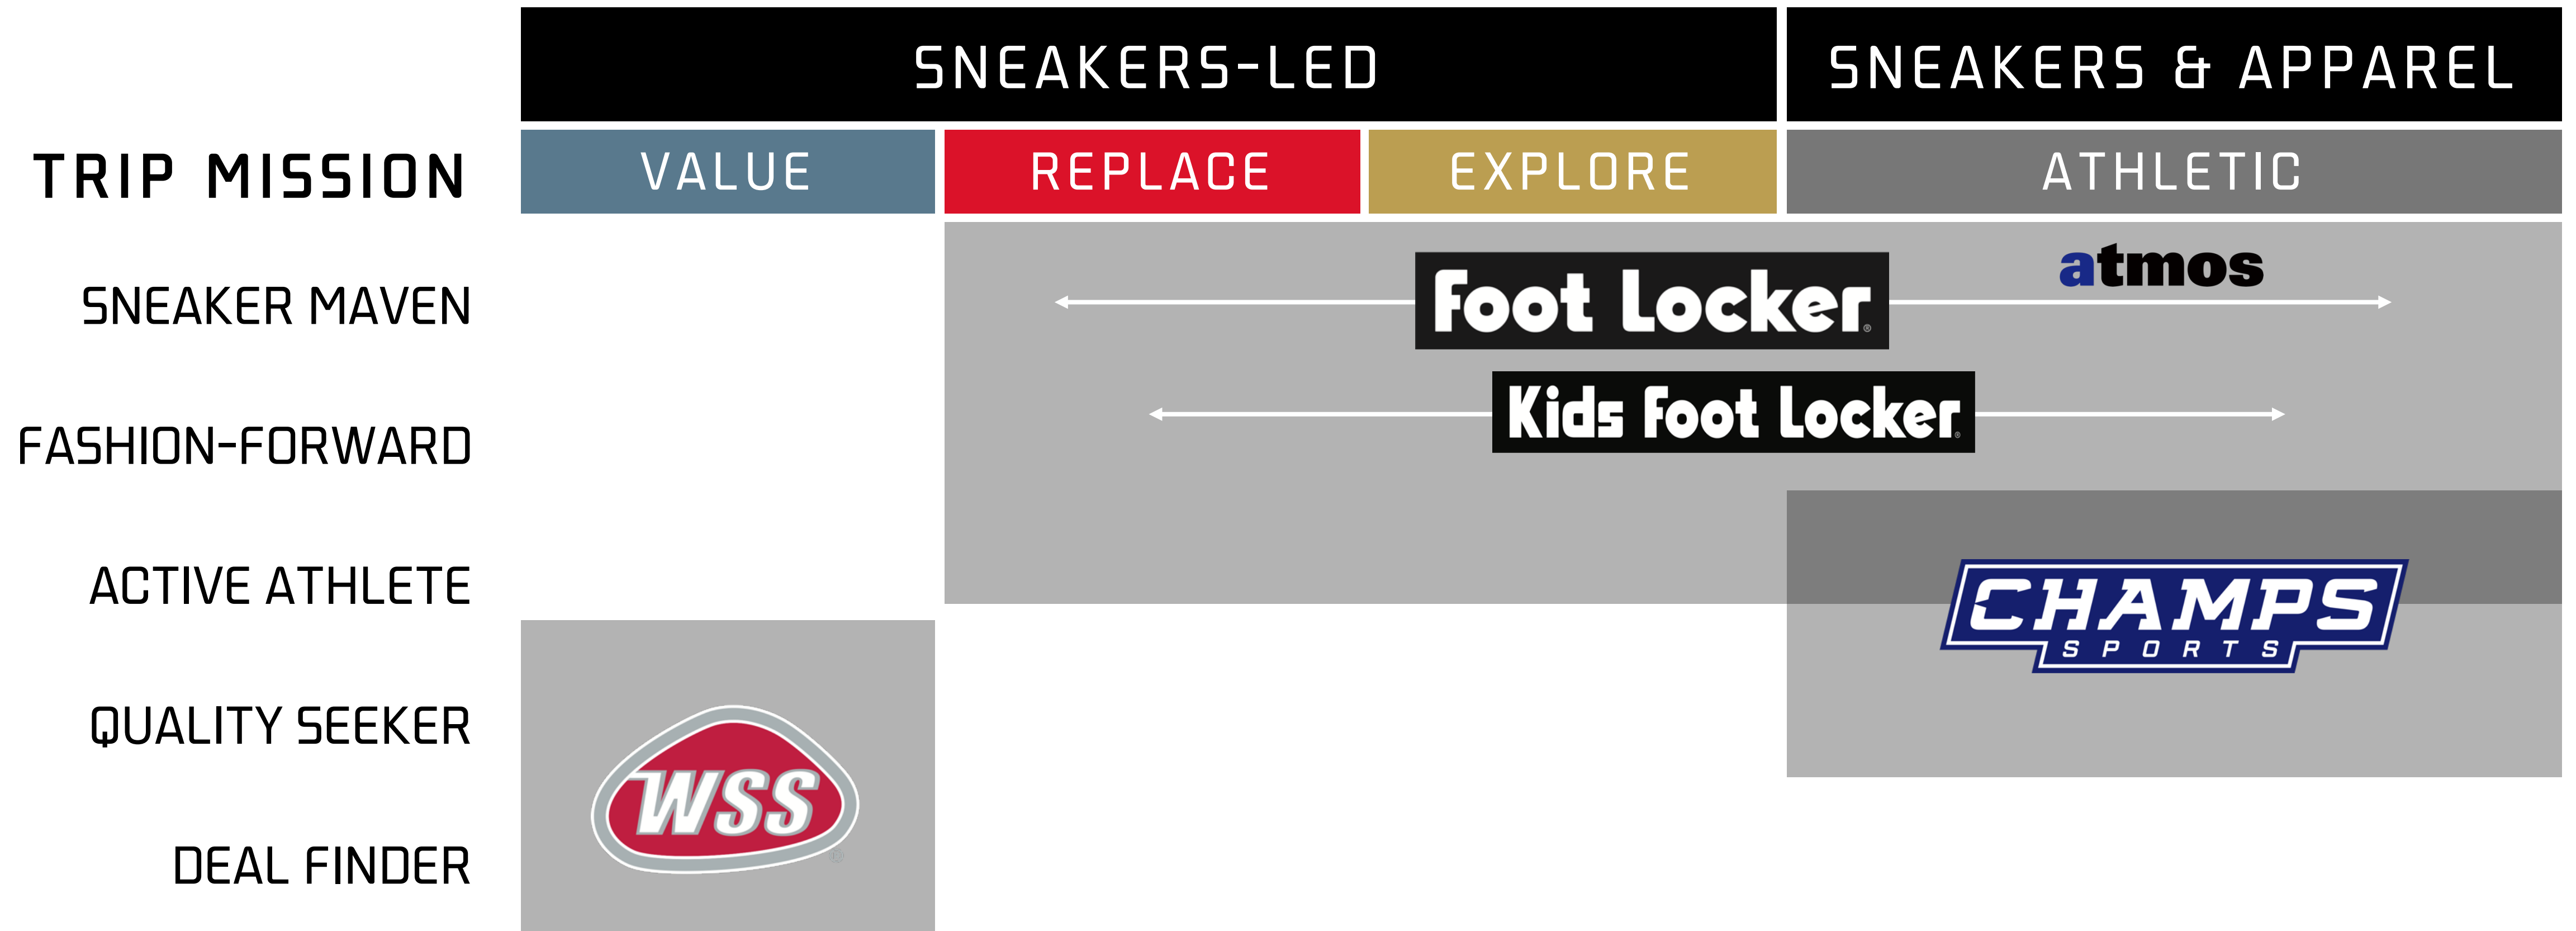 SNEAKERS-LED
SNEAKERS & APPAREL
TRIP MISSION
VALUE
REPLACE
EXPLORE
ATHLETIC
SNEAKER MAVEN
Foot Locker®
atmos
FASHION-FORWARD
Kids Foot Locker®
ACTIVE ATHLETE
CHAMPS
SPORTS
QUALITY SEEKER
WSS®
DEAL FINDER